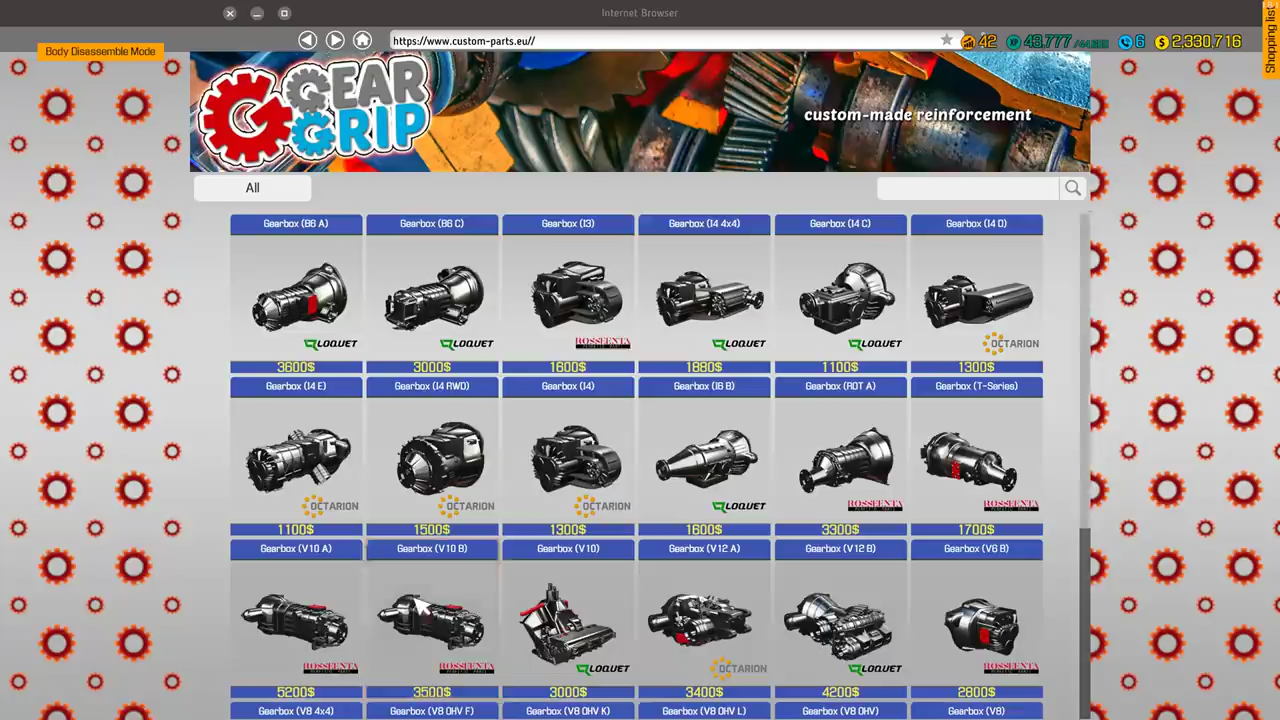 Internet Browser
Body Disassemble Mode
https://www.custom-parts.eu//
42
6
2,330,716
Shopping list
GEAR GRIP
custom-made reinforcement
All
Gearbox (B6 A)
Gearbox (B6 C)
Gearbox (I3)
Gearbox (I4 4x4)
Gearbox (I4 C)
Gearbox (I4 D)
LOQUET
LOQUET
ROSSFENTA
LOQUET
LOQUET
OCTARION
3600$
3000$
1600$
1880$
1100$
1300$
Gearbox (I4 E)
Gearbox (I4 RWD)
Gearbox (I4)
Gearbox (I6 B)
Gearbox (R0T A)
Gearbox (T-Series)
OCTARION
OCTARION
OCTARION
LOQUET
ROSSFENTA
ROSSFENTA
1100$
1500$
1300$
1600$
3300$
1700$
Gearbox (V10 A)
Gearbox (V10 B)
Gearbox (V10)
Gearbox (V12 A)
Gearbox (V12 B)
Gearbox (V6 B)
ROSSFENTA
ROSSFENTA
LOQUET
OCTARION
LOQUET
ROSSFENTA
5200$
3500$
3000$
3400$
4200$
2800$
Gearbox (V8 4x4)
Gearbox (V8 OHV F)
Gearbox (V8 OHV K)
Gearbox (V8 OHV L)
Gearbox (V8 OHV)
Gearbox (V8)